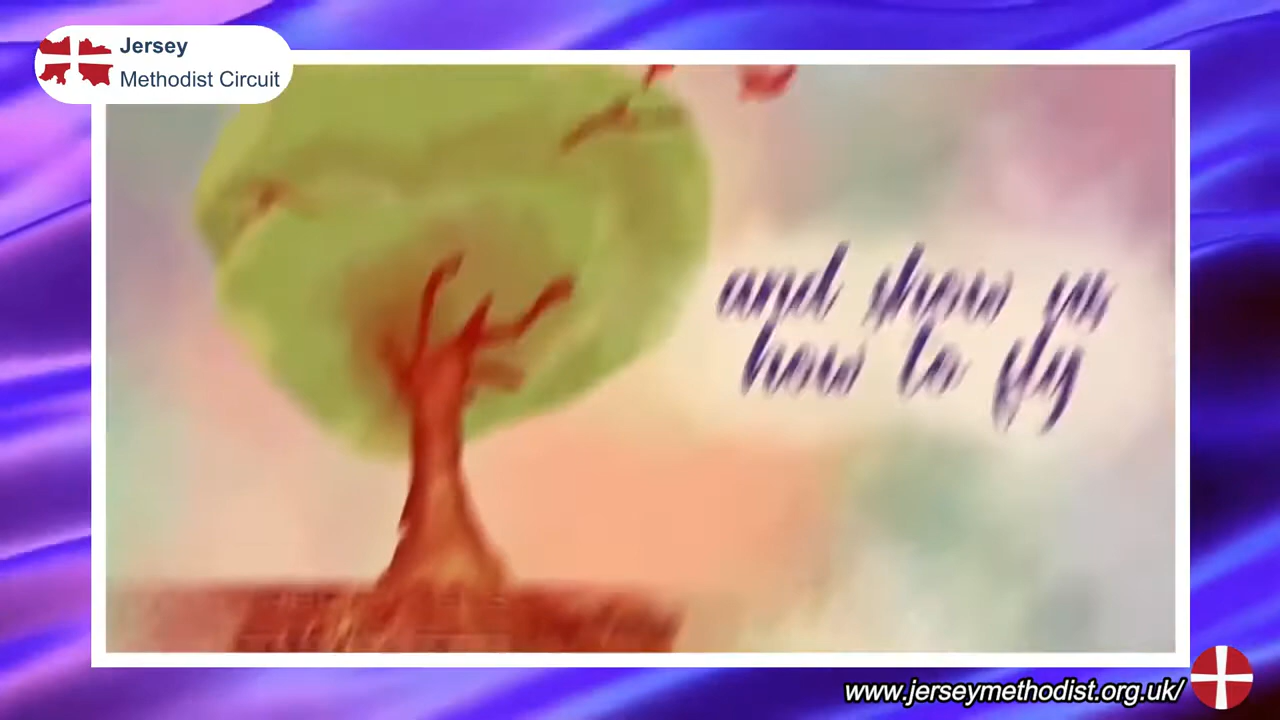 Jersey
Methodist Circuit
and show us
how to fly
www.jerseymethodist.org.uk/